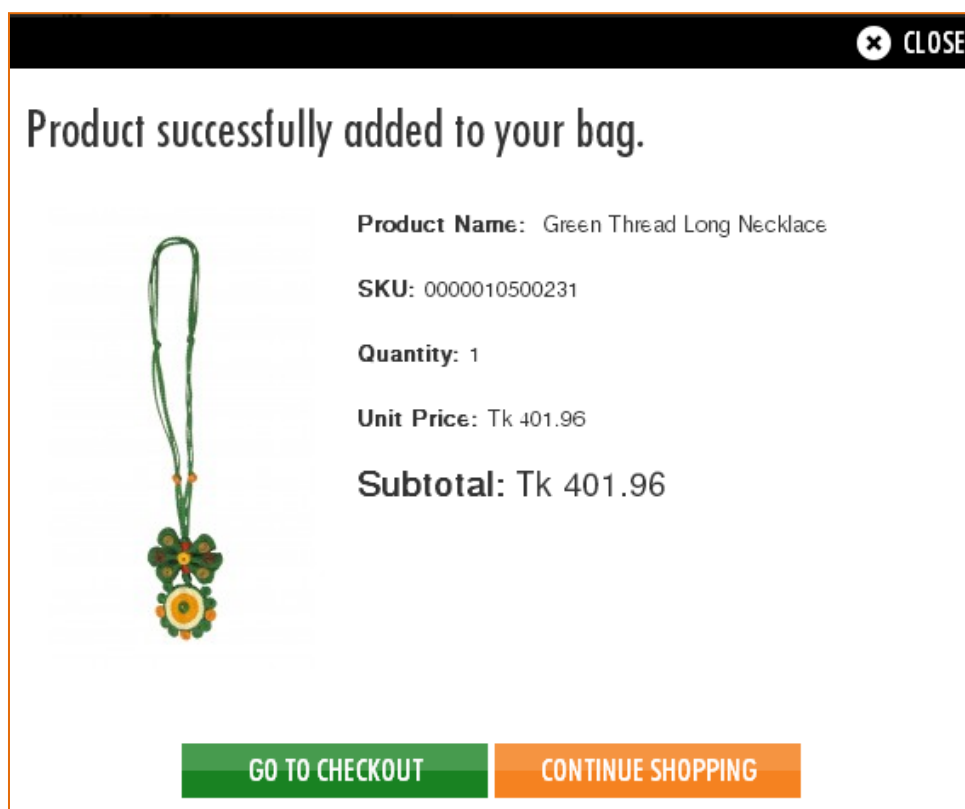 CLOSE
Product successfully added to your bag.
Product Name: Green Thread Long Necklace
SKU: 0000010500231
Quantity: 1
Unit Price: Tk 401.96
Subtotal: Tk 401.96
GO TO CHECKOUT
CONTINUE SHOPPING